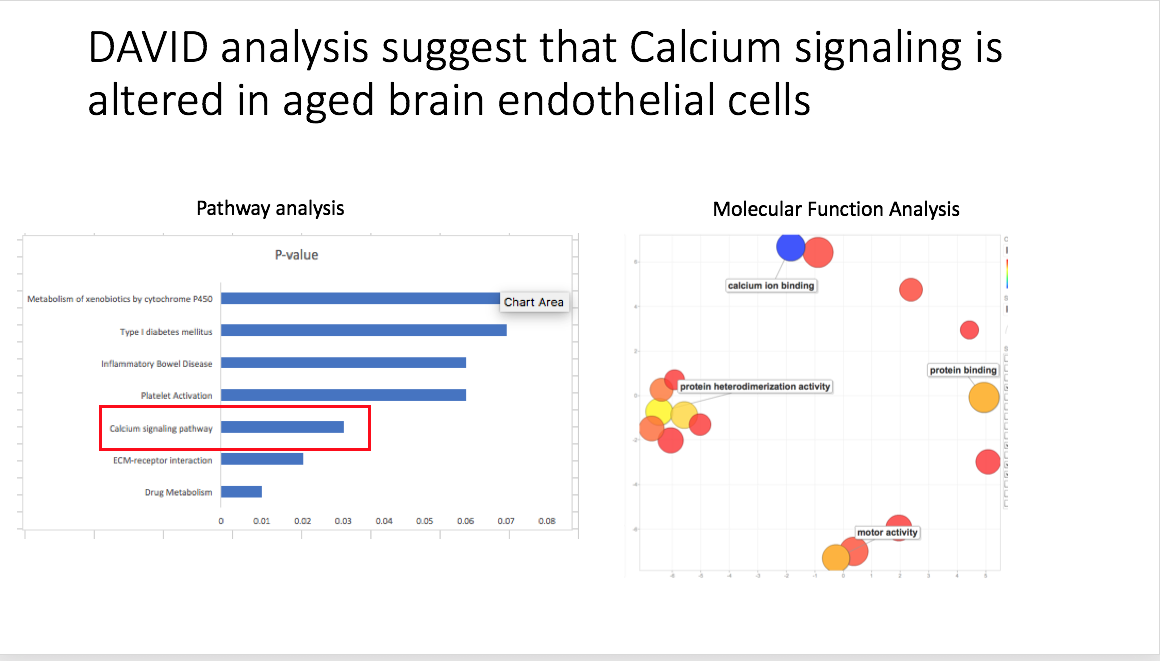 DAVID analysis suggest that Calcium signaling is
altered in aged brain endothelial cells
Pathway analysis
P-value
Metabolism of xenobiotics by cytochrome P450
Chart Area
Type I diabetes mellitus
Inflammatory Bowel Disease
Platelet Activation
Calcium signaling pathway
ECM-receptor interaction
Drug Metabolism
0 0.01 0.02 0.03 0.04 0.05 0.06 0.07 0.08
Molecular Function Analysis
calcium ion binding
protein binding
protein heterodimerization activity
motor activity